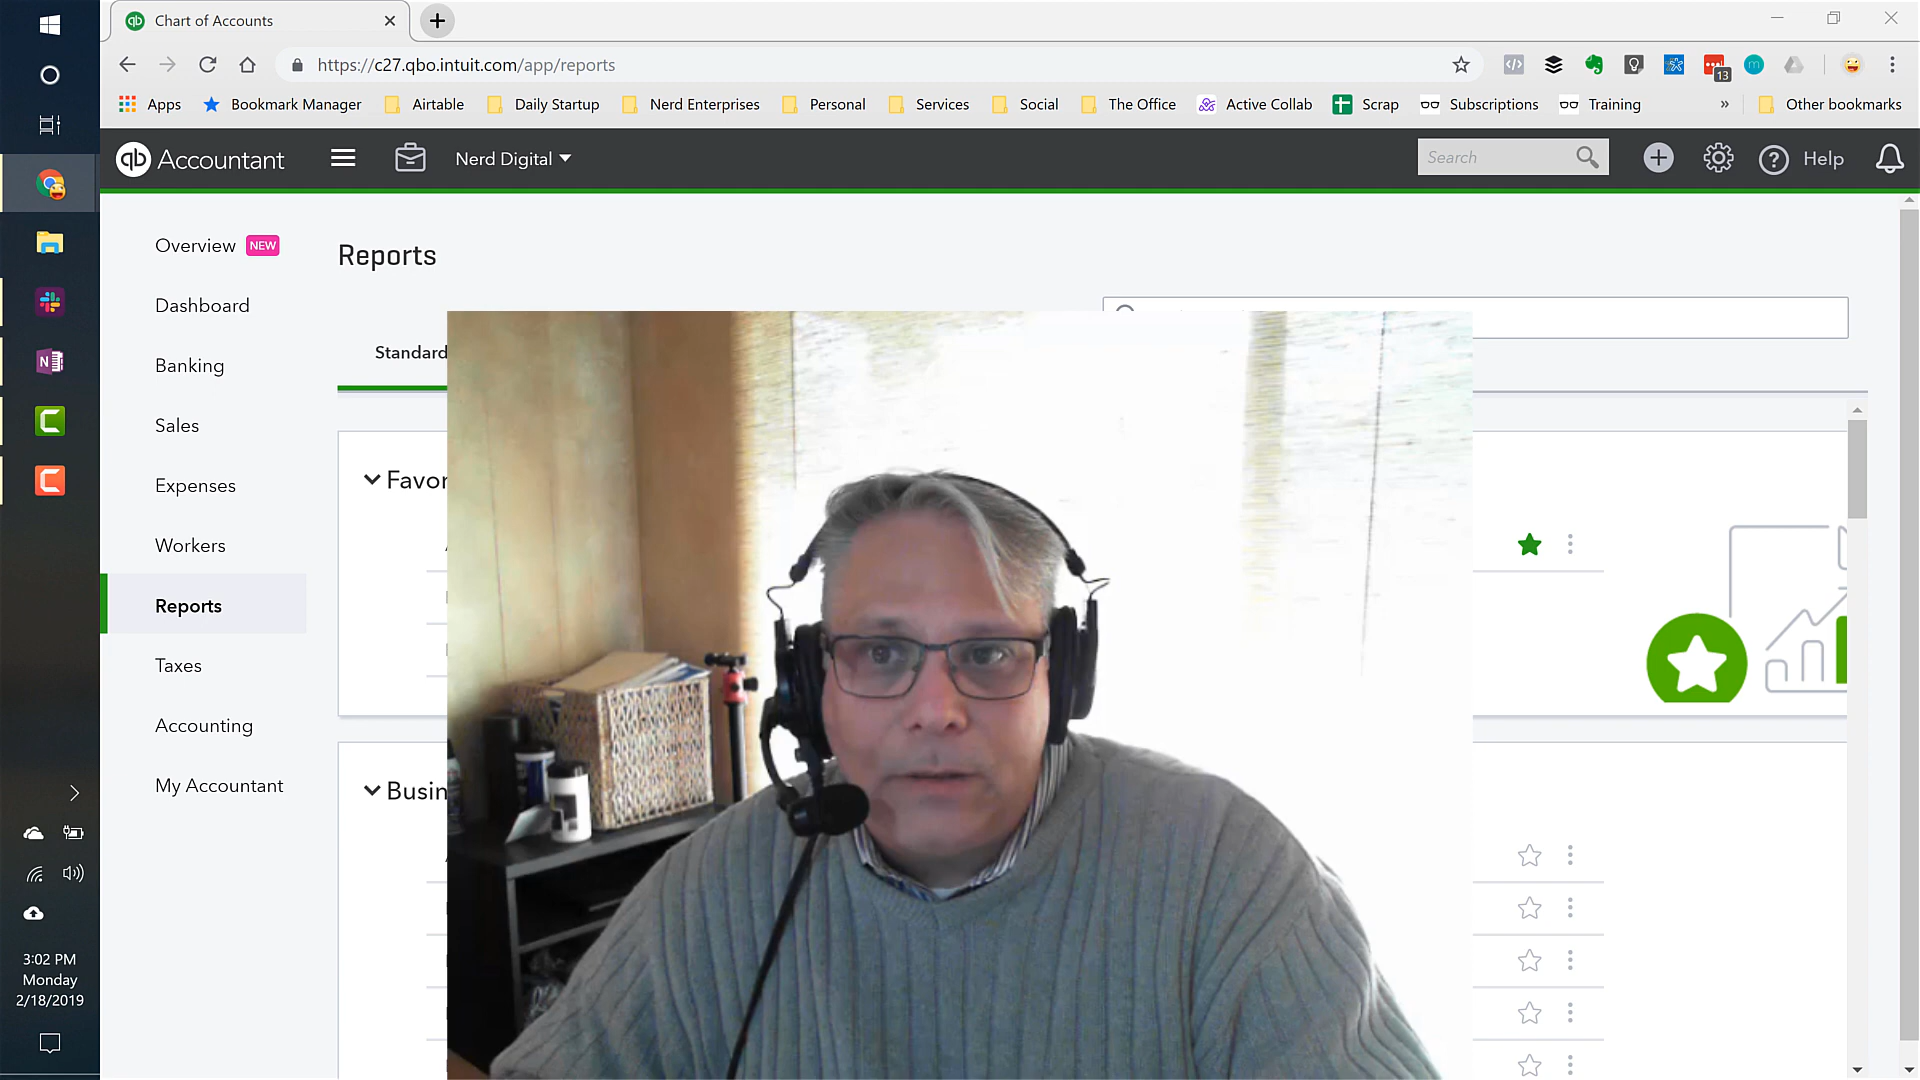 Chart of Accounts
https://c27.qbo.intuit.com/app/reports
13
Apps Bookmark Manager Airtable Daily Startup Nerd Enterprises Personal Services Social The Office Active Collab Scrap Subscriptions Training » Other bookmarks
qb Accountant Nerd Digital Search Help
Overview NEW
Reports
Dashboard
Standard
Banking
Sales
Favor
Expenses
Workers
Reports
Taxes
Accounting
My Accountant
Busin
3:02 PM
Monday
2/18/2019